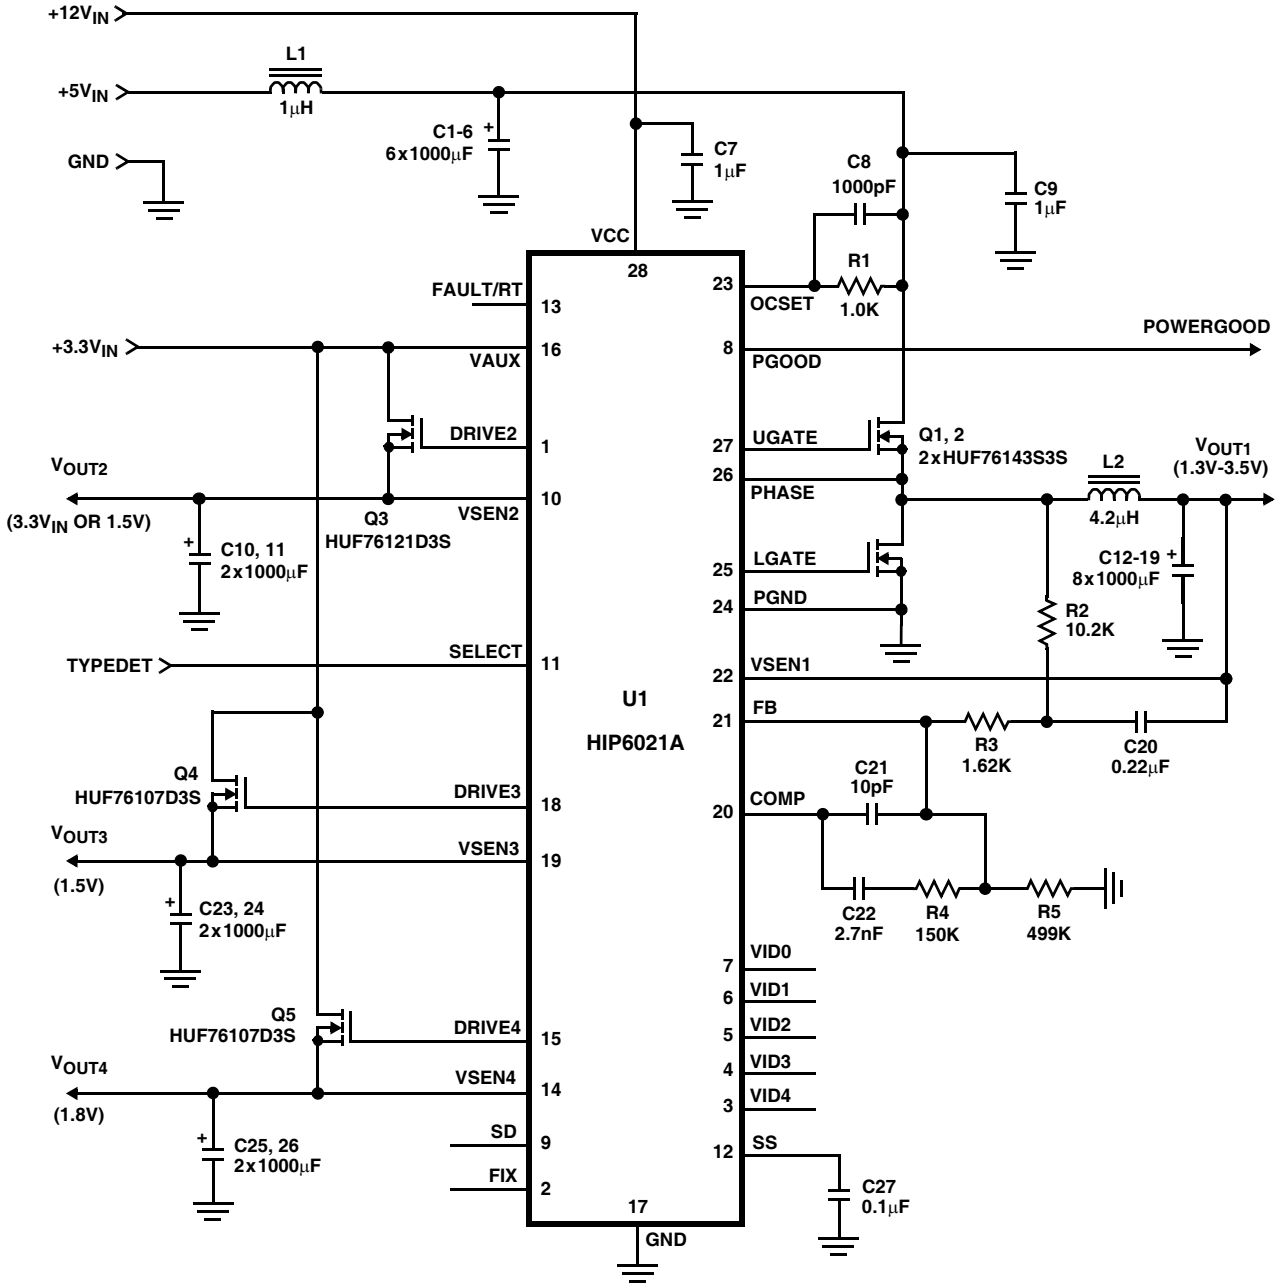 +12VIN
L1
+5VIN
1μH
C1-6
+
6x1000μF
GND
C7
1μF
C8
1000pF
C9
1μF
VCC
28
R1
1.0K
FAULT/RT
13
23
OCSET
+3.3VIN
16
VAUX
8
PGOOD
POWERGOOD
DRIVE2
1
27
UGATE
Q1, 2
2xHUF76143S3S
26
PHASE
VOUT2
(3.3VIN OR 1.5V)
10
VSEN2
Q3
HUF76121D3S
L2
4.2μH
VOUT1
(1.3V-3.5V)
+
C10, 11
2x1000μF
25
LGATE
C12-19
+
8x1000μF
24
PGND
R2
10.2K
TYPEDET
SELECT
11
22
VSEN1
U1
HIP6021A
21
FB
R3
1.62K
C20
0.22μF
Q4
HUF76107D3S
DRIVE3
18
C21
10pF
20
COMP
VOUT3
(1.5V)
VSEN3
19
+
C23, 24
2x1000μF
C22
2.7nF
R4
150K
R5
499K
7
VID0
6
VID1
5
VID2
4
VID3
3
VID4
Q5
HUF76107D3S
DRIVE4
15
VOUT4
(1.8V)
VSEN4
14
+
C25, 26
2x1000μF
SD
9
FIX
2
12
SS
C27
0.1μF
17
GND